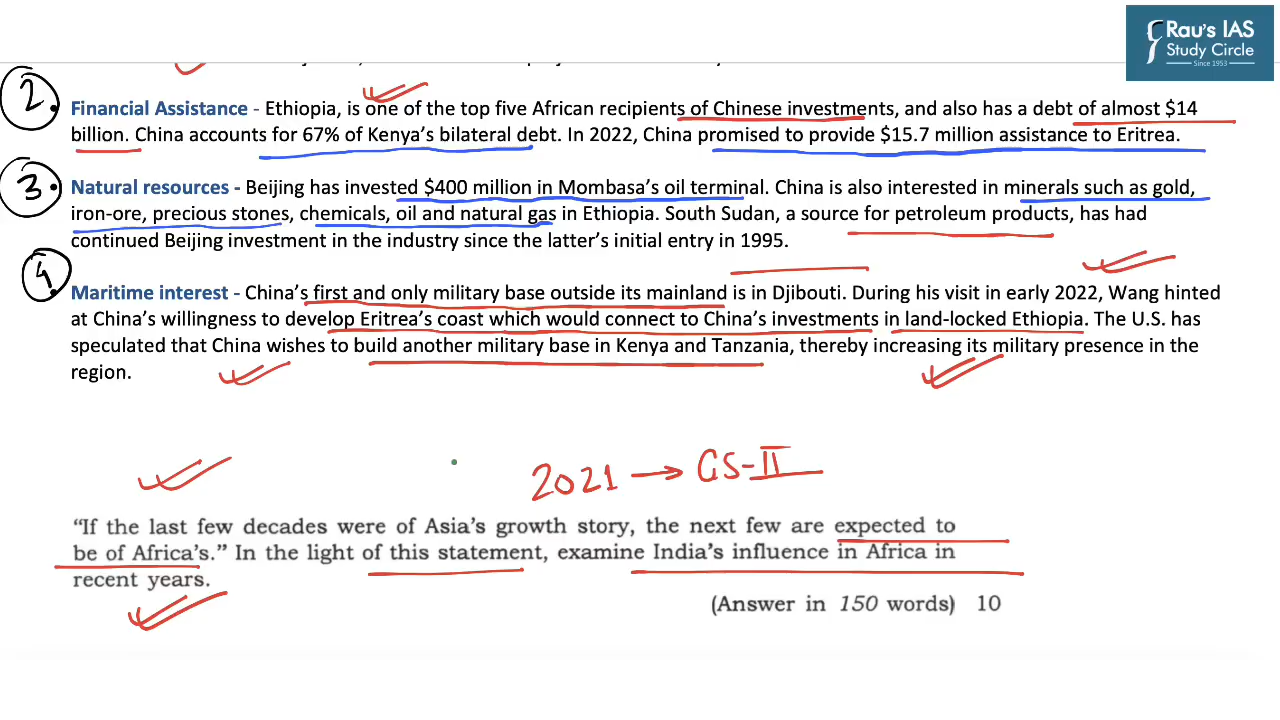 Rau's IAS
Study Circle
Since 1953
2.
Financial Assistance - Ethiopia, is one of the top five African recipients of Chinese investments, and also has a debt of almost $14
billion. China accounts for 67% of Kenya's bilateral debt. In 2022, China promised to provide $15.7 million assistance to Eritrea.
3.
Natural resources - Beijing has invested $400 million in Mombasa's oil terminal. China is also interested in minerals such as gold,
iron-ore, precious stones, chemicals, oil and natural gas in Ethiopia. South Sudan, a source for petroleum products, has had
continued Beijing investment in the industry since the latter's initial entry in 1995.
4.
Maritime interest - China's first and only military base outside its mainland is in Djibouti. During his visit in early 2022, Wang hinted
at China's willingness to develop Eritrea's coast which would connect to China's investments in land-locked Ethiopia. The U.S. has
speculated that China wishes to build another military base in Kenya and Tanzania, thereby increasing its military presence in the
region.
2021 → GS-II
"If the last few decades were of Asia's growth story, the next few are expected to
be of Africa's." In the light of this statement, examine India's influence in Africa in
recent years.
(Answer in 150 words) 10